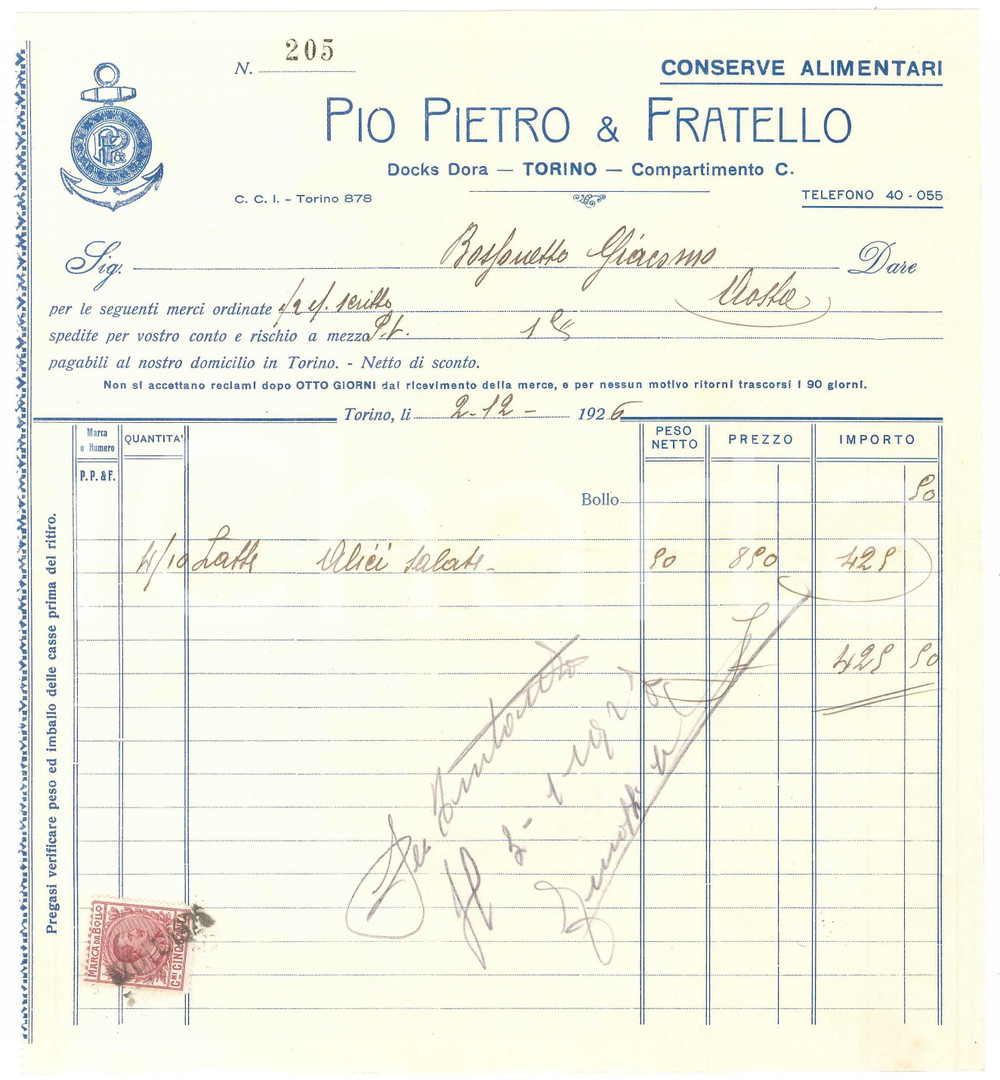 N. 205
CONSERVE ALIMENTARI
PIO PIETRO & FRATELLO
Docks Dora — TORINO — Compartimento C.
C. C. I. - Torino 878
TELEFONO 40 - 055
Sig. Giacomo Dare
Aosta
per le seguenti merci ordinate
spedite per vostro conto e rischio a mezzo P.V.
pagabili al nostro domicilio in Torino. - Netto di sconto.
Non si accettano reclami dopo OTTO GIORNI dal ricevimento della merce, e per nessun motivo ritorni trascorsi i 90 giorni.
Torino, li 2-12- 1926
Marca e Numero QUANTITA' PESO NETTO PREZZO IMPORTO
P. P. & F.
Bollo 50
4/10 Latte Alici salate - 50 850 425
425 50
Pregasi verificare peso ed imballo delle casse prima del ritiro.
MARCA DA BOLLO